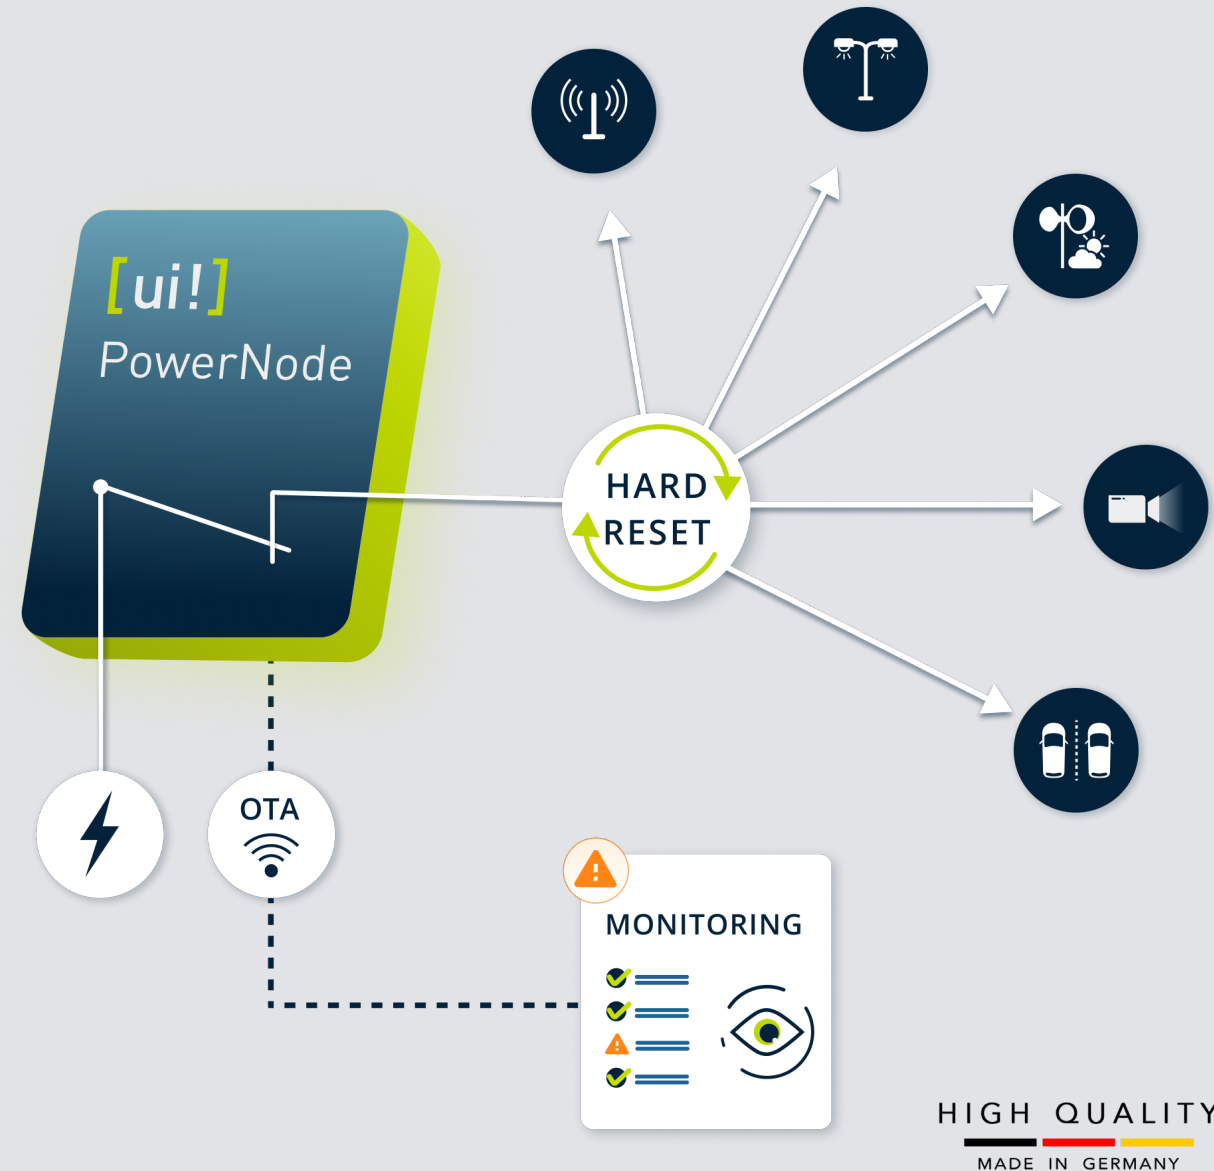 [ui!]
PowerNode
HARD
RESET
OTA
MONITORING
HIGH QUALITY
MADE IN GERMANY